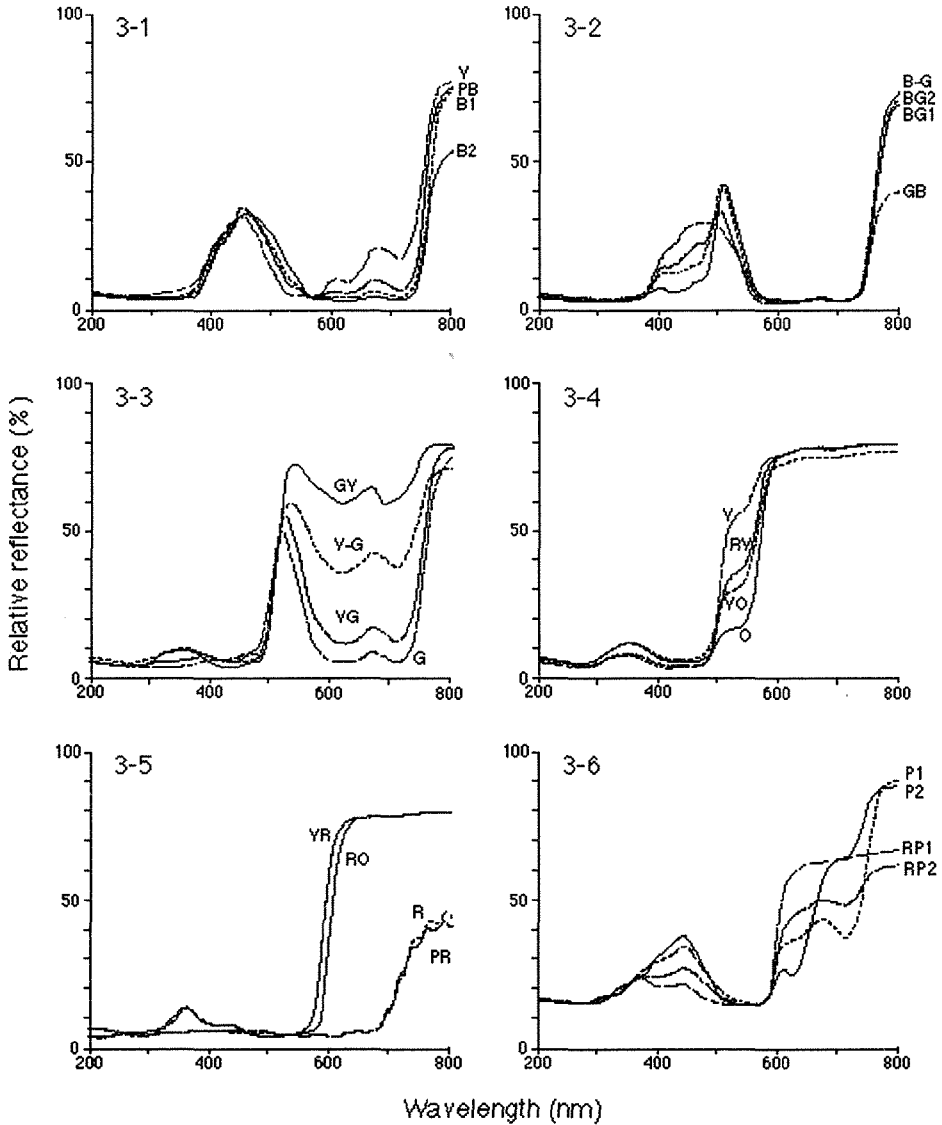 3-1
100
50
0
200
400
600
800
Y
PB
B1
B2
3-2
100
50
0
200
400
600
800
B-G
BG2
BG1
GB
3-3
100
50
0
200
400
600
800
GY
Y-G
YG
G
3-4
100
50
0
200
400
600
800
Y
RY
YO
O
3-5
100
50
0
200
400
600
800
YR
RO
R
PR
3-6
100
50
0
200
400
600
800
P1
P2
RP1
RP2
Relative reflectance (%)
Wavelength (nm)